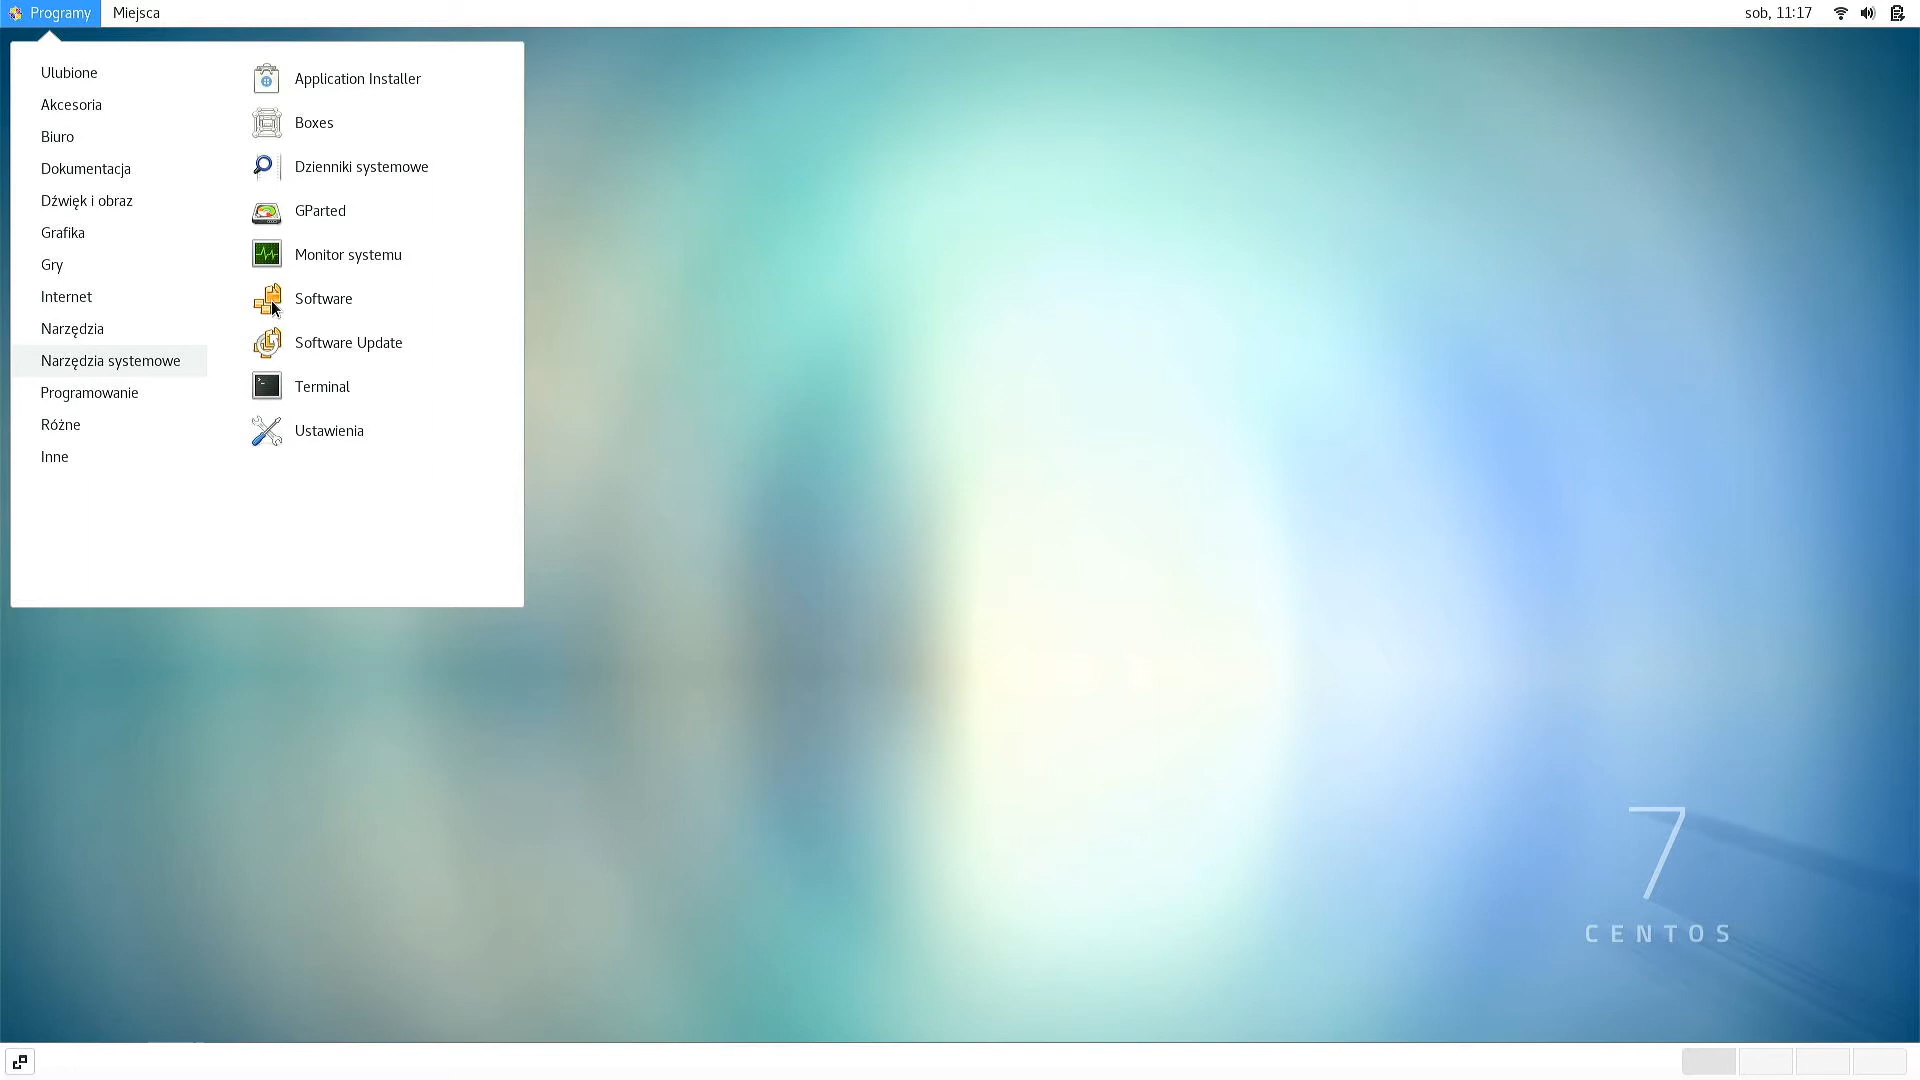 Programy
Miejsca
sob, 11:17
Ulubione
Akcesoria
Biuro
Dokumentacja
Dźwięk i obraz
Grafika
Gry
Internet
Narzędzia
Narzędzia systemowe
Programowanie
Różne
Inne
Application Installer
Boxes
Dzienniki systemowe
GParted
Monitor systemu
Software
Software Update
Terminal
Ustawienia
7
CENTOS